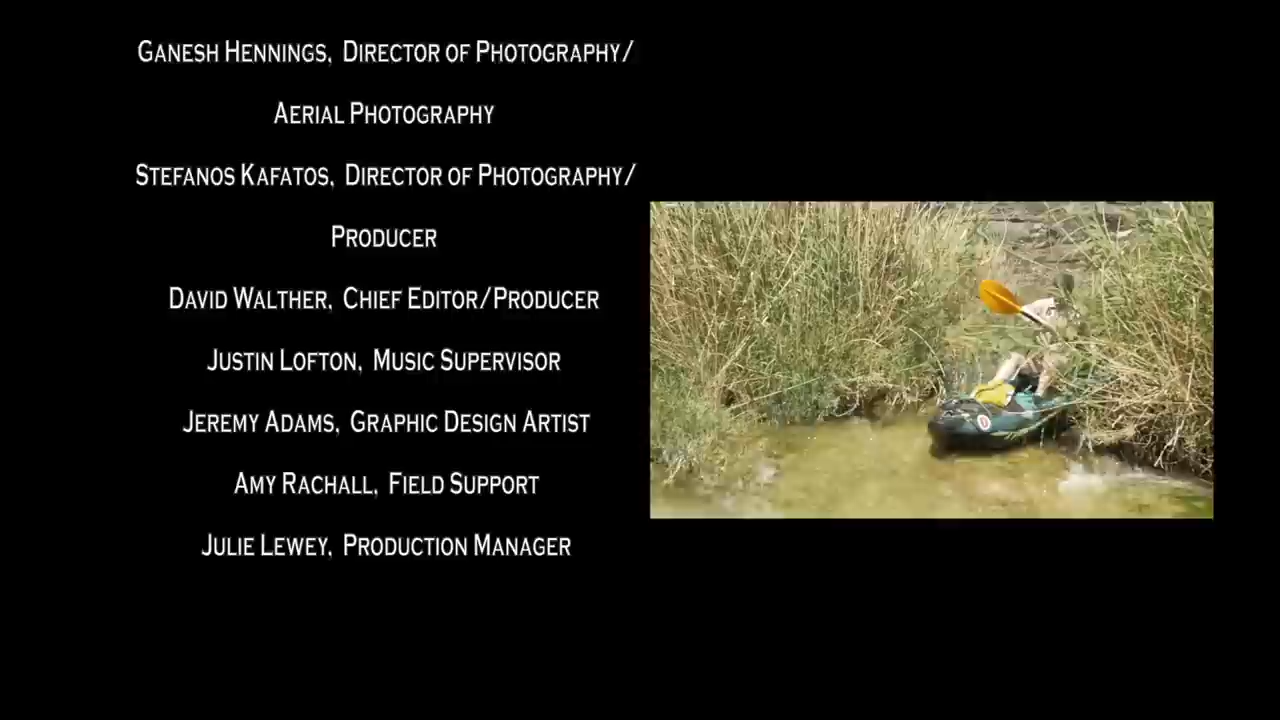 Ganesh Hennings, Director of Photography/
Aerial Photography
Stefanos Kafatos, Director of Photography/
Producer
David Walther, Chief Editor/Producer
Justin Lofton, Music Supervisor
Jeremy Adams, Graphic Design Artist
Amy Rachall, Field Support
Julie Lewey, Production Manager